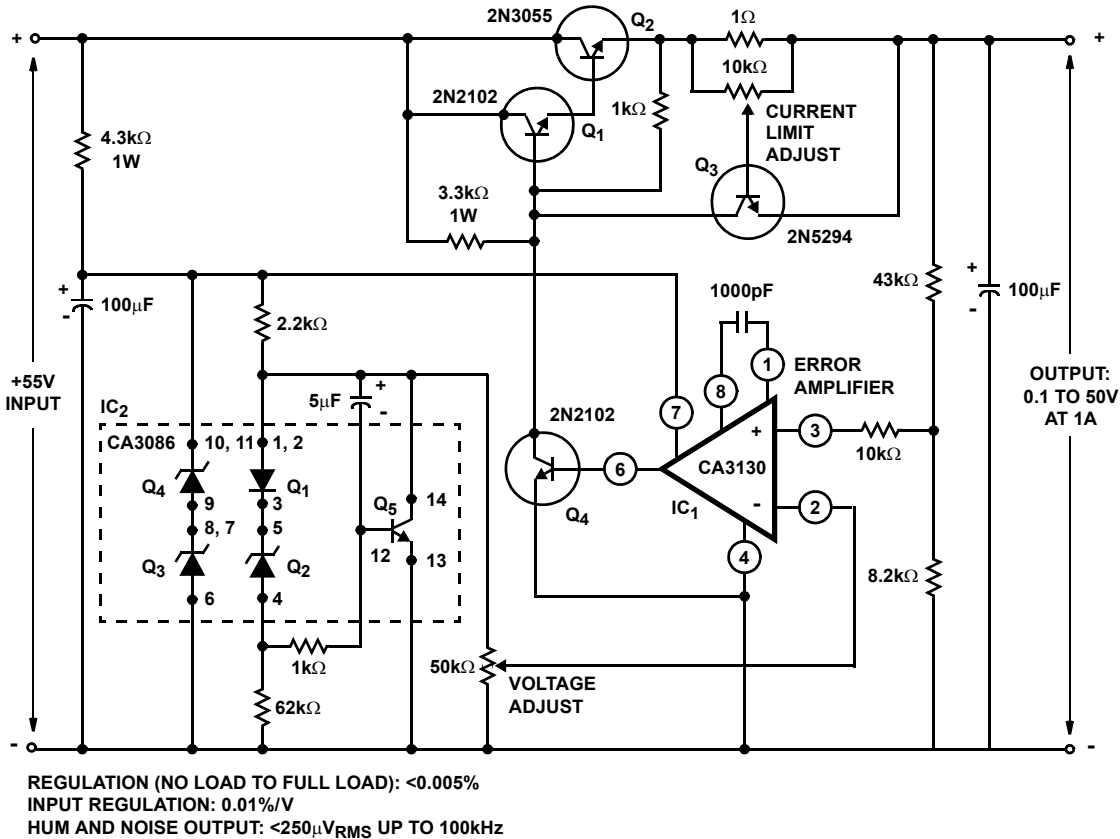 2N3055
Q2
1Ω
10kΩ
+
+
2N2102
Q1
1kΩ
CURRENT
LIMIT
ADJUST
4.3kΩ
1W
Q3
3.3kΩ
1W
2N5294
+
-
100μF
2.2kΩ
1000pF
43kΩ
+
-
100μF
+55V
INPUT
5μF
+
-
8
1
ERROR
AMPLIFIER
OUTPUT:
0.1 TO 50V
AT 1A
IC2
7
2N2102
CA3086
10, 11
1, 2
6
+
3
10kΩ
CA3130
Q4
Q1
Q5
14
9
3
IC1
-
2
8, 7
5
12
13
Q4
4
Q3
Q2
6
4
8.2kΩ
1kΩ
50kΩ
VOLTAGE
ADJUST
62kΩ
-
-
REGULATION (NO LOAD TO FULL LOAD): <0.005%
INPUT REGULATION: 0.01%/V
HUM AND NOISE OUTPUT: <250μVRMS UP TO 100kHz